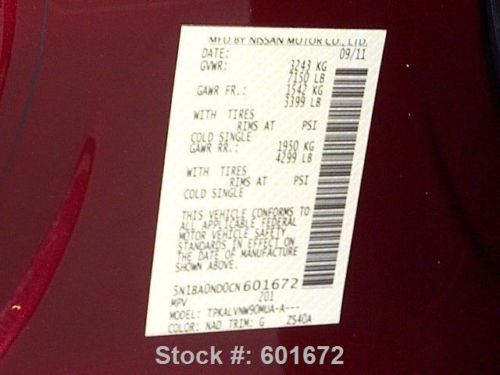 MFD BY NISSAN MOTOR CO., LTD.
DATE: 09/11
GVWR: 3243 KG
7150 LB
GAWR FR.: 1542 KG
3399 LB
WITH TIRES
RIMS AT PSI
COLD SINGLE
GAWR RR.: 1950 KG
4299 LB
WITH TIRES
RIMS AT PSI
COLD SINGLE
THIS VEHICLE CONFORMS TO
ALL APPLICABLE FEDERAL
MOTOR VEHICLE SAFETY
STANDARDS IN EFFECT ON
THE DATE OF MANUFACTURE
SHOWN ABOVE.
5N1BA0ND0CN601672
MPV 201
MODEL: TPKALVNW90MUA-A---
COLOR: NAD TRIM: G ZS40A
Stock #: 601672